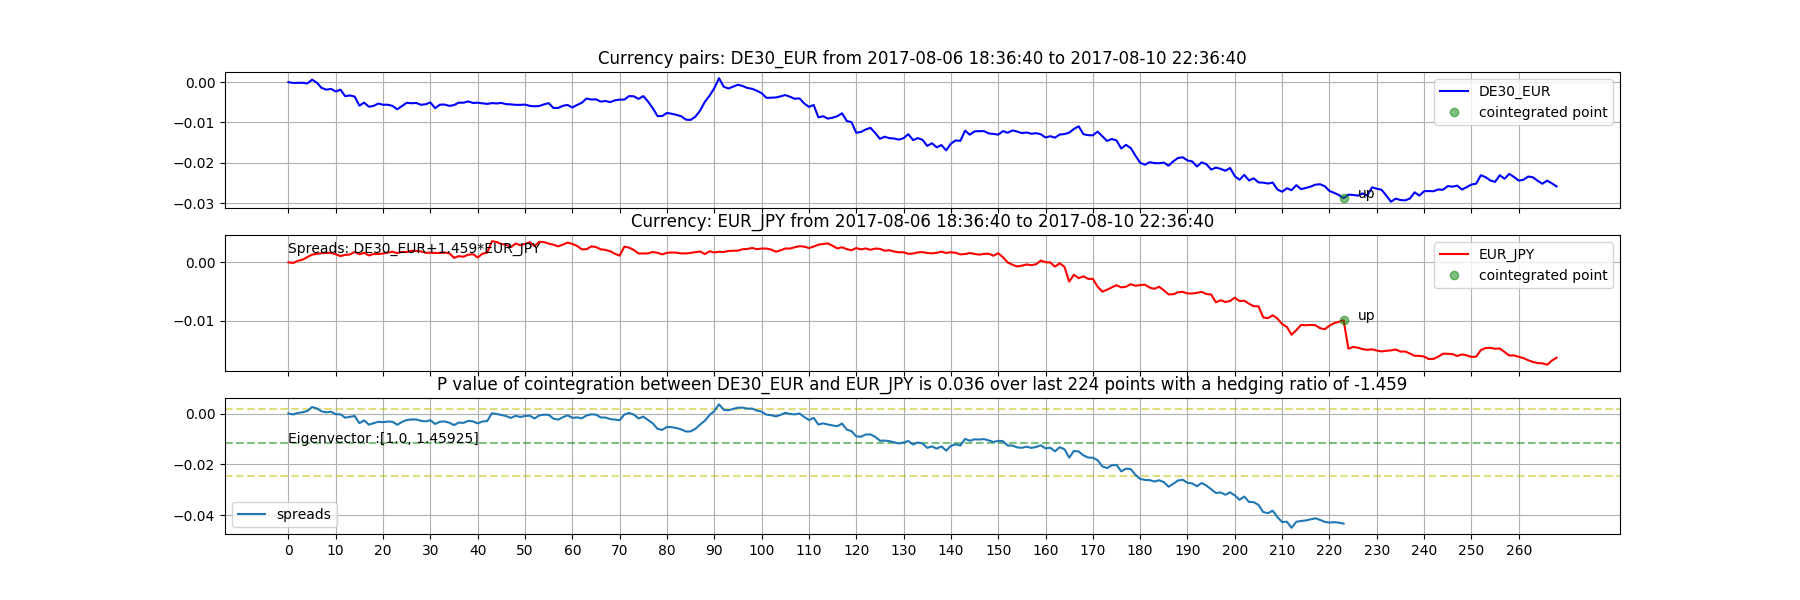 Currency pairs: DE30_EUR from 2017-08-06 18:36:40 to 2017-08-10 22:36:40
0.00
−0.01
−0.02
−0.03
DE30_EUR
cointegrated point
up
Currency: EUR_JPY from 2017-08-06 18:36:40 to 2017-08-10 22:36:40
Spreads: DE30_EUR+1.459*EUR_JPY
0.00
−0.01
EUR_JPY
cointegrated point
up
P value of cointegration between DE30_EUR and EUR_JPY is 0.036 over last 224 points with a hedging ratio of -1.459
0.00
−0.02
−0.04
Eigenvector :[1.0, 1.45925]
spreads
0 10 20 30 40 50 60 70 80 90 100 110 120 130 140 150 160 170 180 190 200 210 220 230 240 250 260